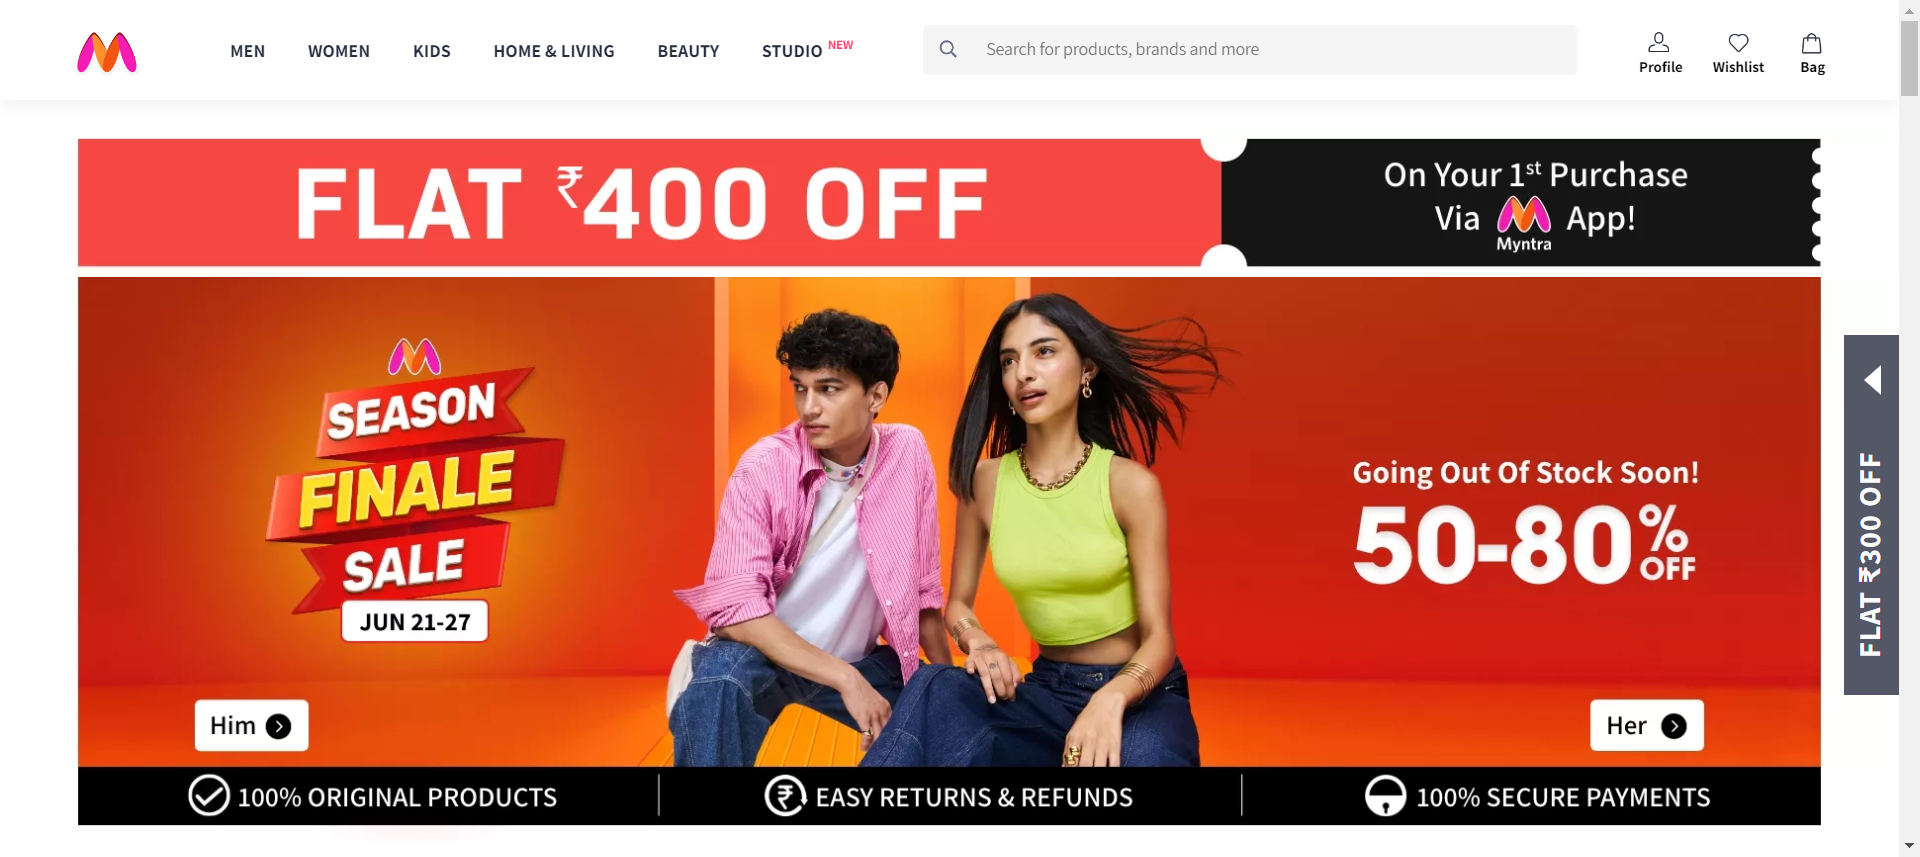 MEN WOMEN KIDS HOME & LIVING BEAUTY STUDIO NEW
Search for products, brands and more
Profile Wishlist Bag
FLAT ₹400 OFF
On Your 1st Purchase
Via Myntra App!
SEASON
FINALE
SALE
JUN 21-27
Going Out Of Stock Soon!
50-80% OFF
Him
Her
100% ORIGINAL PRODUCTS
EASY RETURNS & REFUNDS
100% SECURE PAYMENTS
FLAT ₹300 OFF